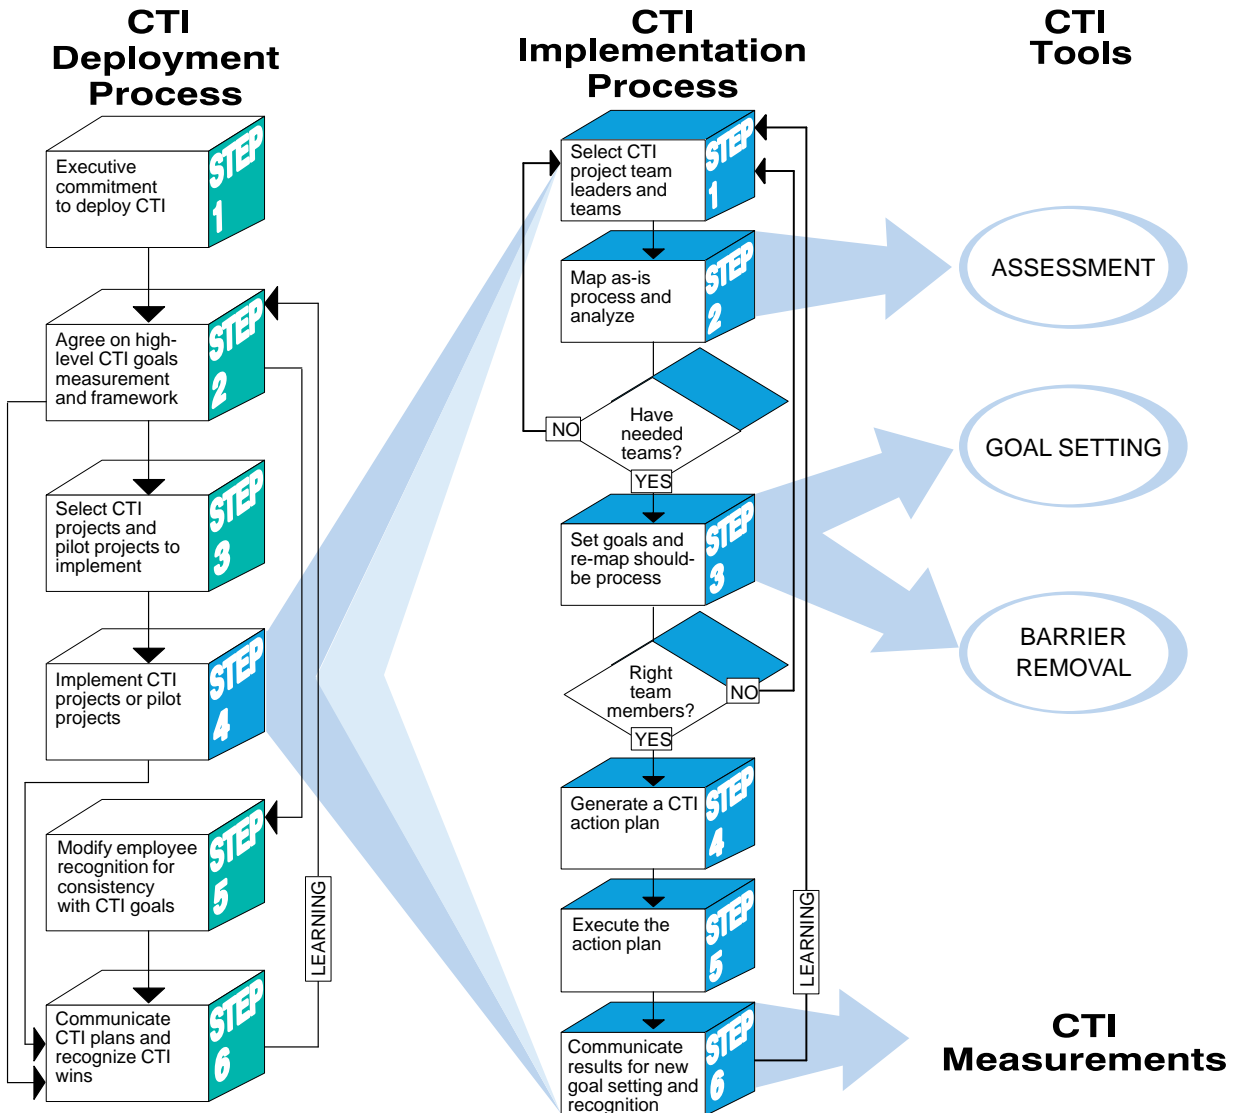 CTI
Deployment
Process
Executive
commitment
to deploy CTI
STEP
1
Agree on high-
level CTI goals
measurement
and framework
STEP
2
Select CTI
projects and
pilot projects to
implement
STEP
3
Implement CTI
projects or pilot
projects
STEP
4
Modify employee
recognition for
consistency
with CTI goals
STEP
5
Communicate
CTI plans and
recognize CTI
wins
STEP
6
LEARNING
CTI
Implementation
Process
Select CTI
project team
leaders and
teams
STEP
1
Map as-is
process and
analyze
STEP
2
Have
needed
teams?
NO
YES
Set goals and
re-map should-
be process
STEP
3
Right
team
members?
NO
YES
Generate a CTI
action plan
STEP
4
Execute the
action plan
STEP
5
Communicate
results for new
goal setting and
recognition
STEP
6
LEARNING
CTI
Tools
ASSESSMENT
GOAL SETTING
BARRIER
REMOVAL
CTI
Measurements